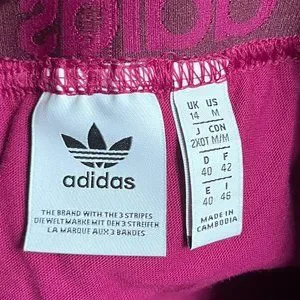 adidas
THE BRAND WITH THE 3 STRIPES
DIE WELTMARKE MIT DEN 3 STREIFEN
LA MARQUE AUX 3 BANDES.
UK US
14 M
J CON
2XOT M/M
D F
40 42
E I
40 46
MADE IN
CAMBODIA